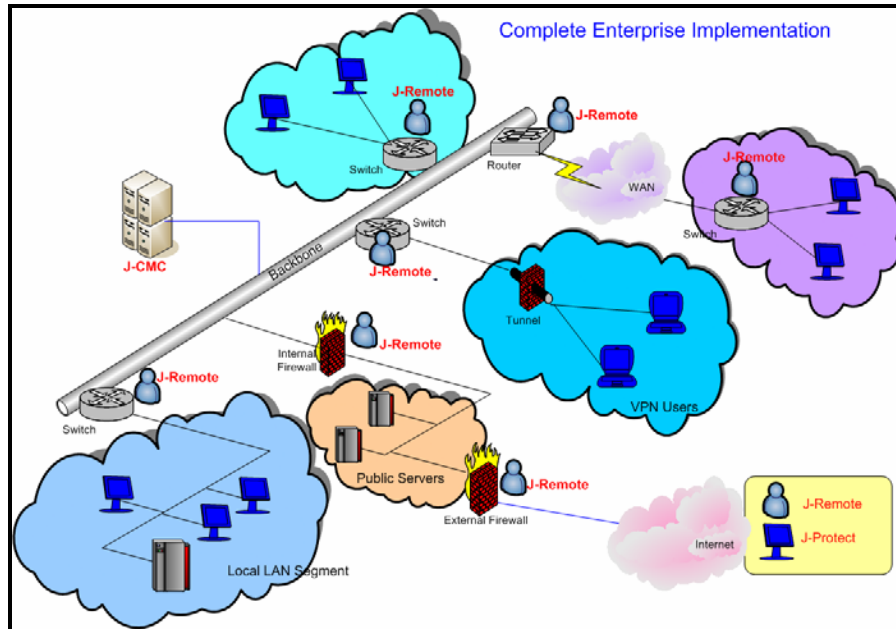 Complete Enterprise Implementation
J-Remote
J-Remote
Switch
Router
WAN
J-Remote
Switch
J-CMC
Backbone
Switch
J-Remote
Tunnel
VPN Users
Internal
Firewall
J-Remote
J-Remote
Switch
Public Servers
J-Remote
External Firewall
Local LAN Segment
Internet
J-Remote
J-Protect